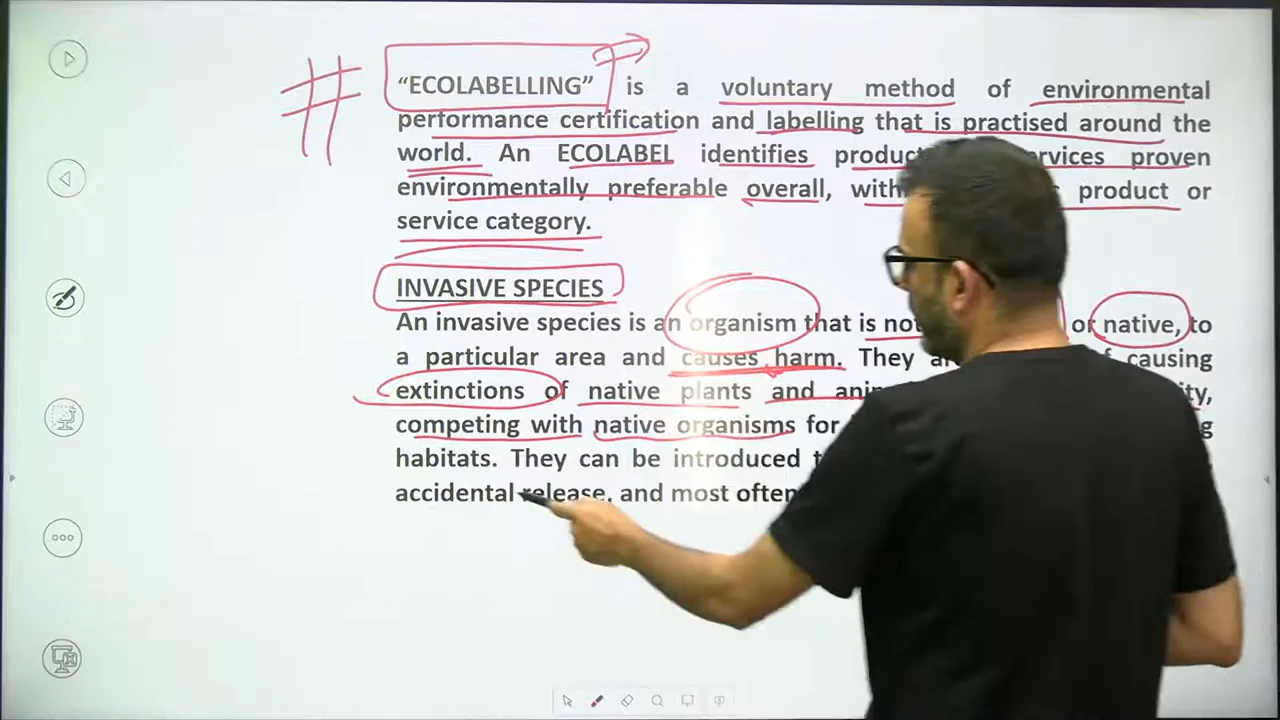 “ECOLABELLING” is a voluntary method of environmental
performance certification and labelling that is practised around the
world. An ECOLABEL identifies proven
environmentally preferable overall, product or
service category.
INVASIVE SPECIES
An invasive species is an organism that is not or native, to
a particular area and causes harm. They causing
extinctions of native plants and
competing with native organisms for
habitats. They can be introduced
accidental release, and most often